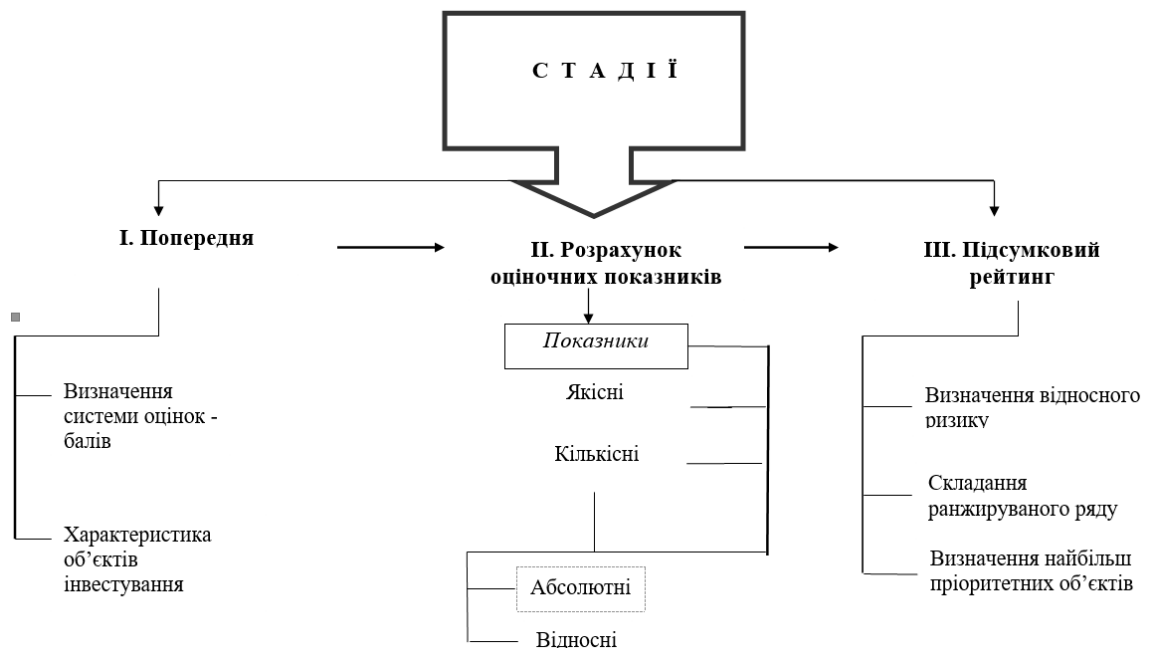 С Т А Д І Ї
І. Попередня
ІІ. Розрахунок
оціночних показників
ІІІ. Підсумковий
рейтинг
Визначення
системи оцінок -
балів
Характеристика
об’єктів
інвестування
Показники
Якісні
Кількісні
Абсолютні
Відносні
Визначення відносного
ризику
Складання
ранжируваного ряду
Визначення найбільш
пріоритетних об’єктів